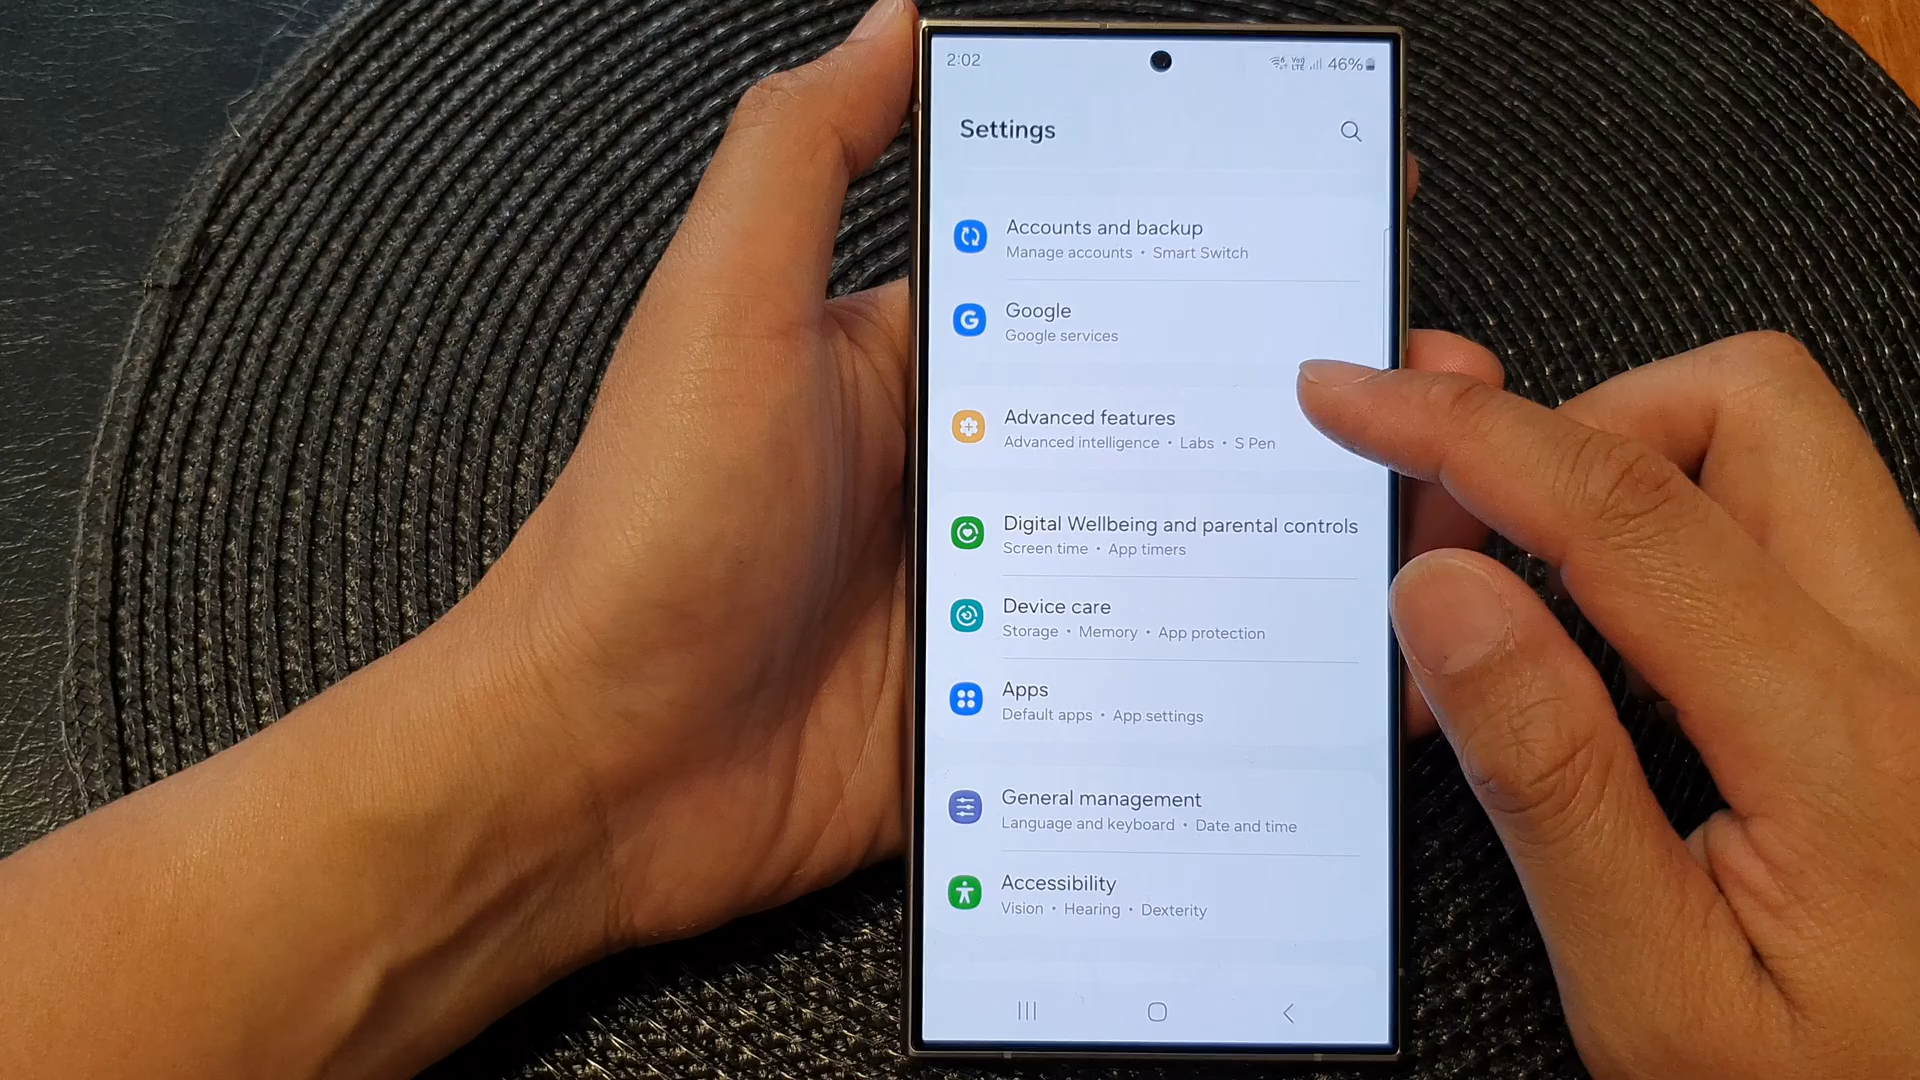 2:02
Vo)) LTE 46%
Settings
Accounts and backup
Manage accounts • Smart Switch
Google
Google services
Advanced features
Advanced intelligence • Labs • S Pen
Digital Wellbeing and parental controls
Screen time • App timers
Device care
Storage • Memory • App protection
Apps
Default apps • App settings
General management
Language and keyboard • Date and time
Accessibility
Vision • Hearing • Dexterity